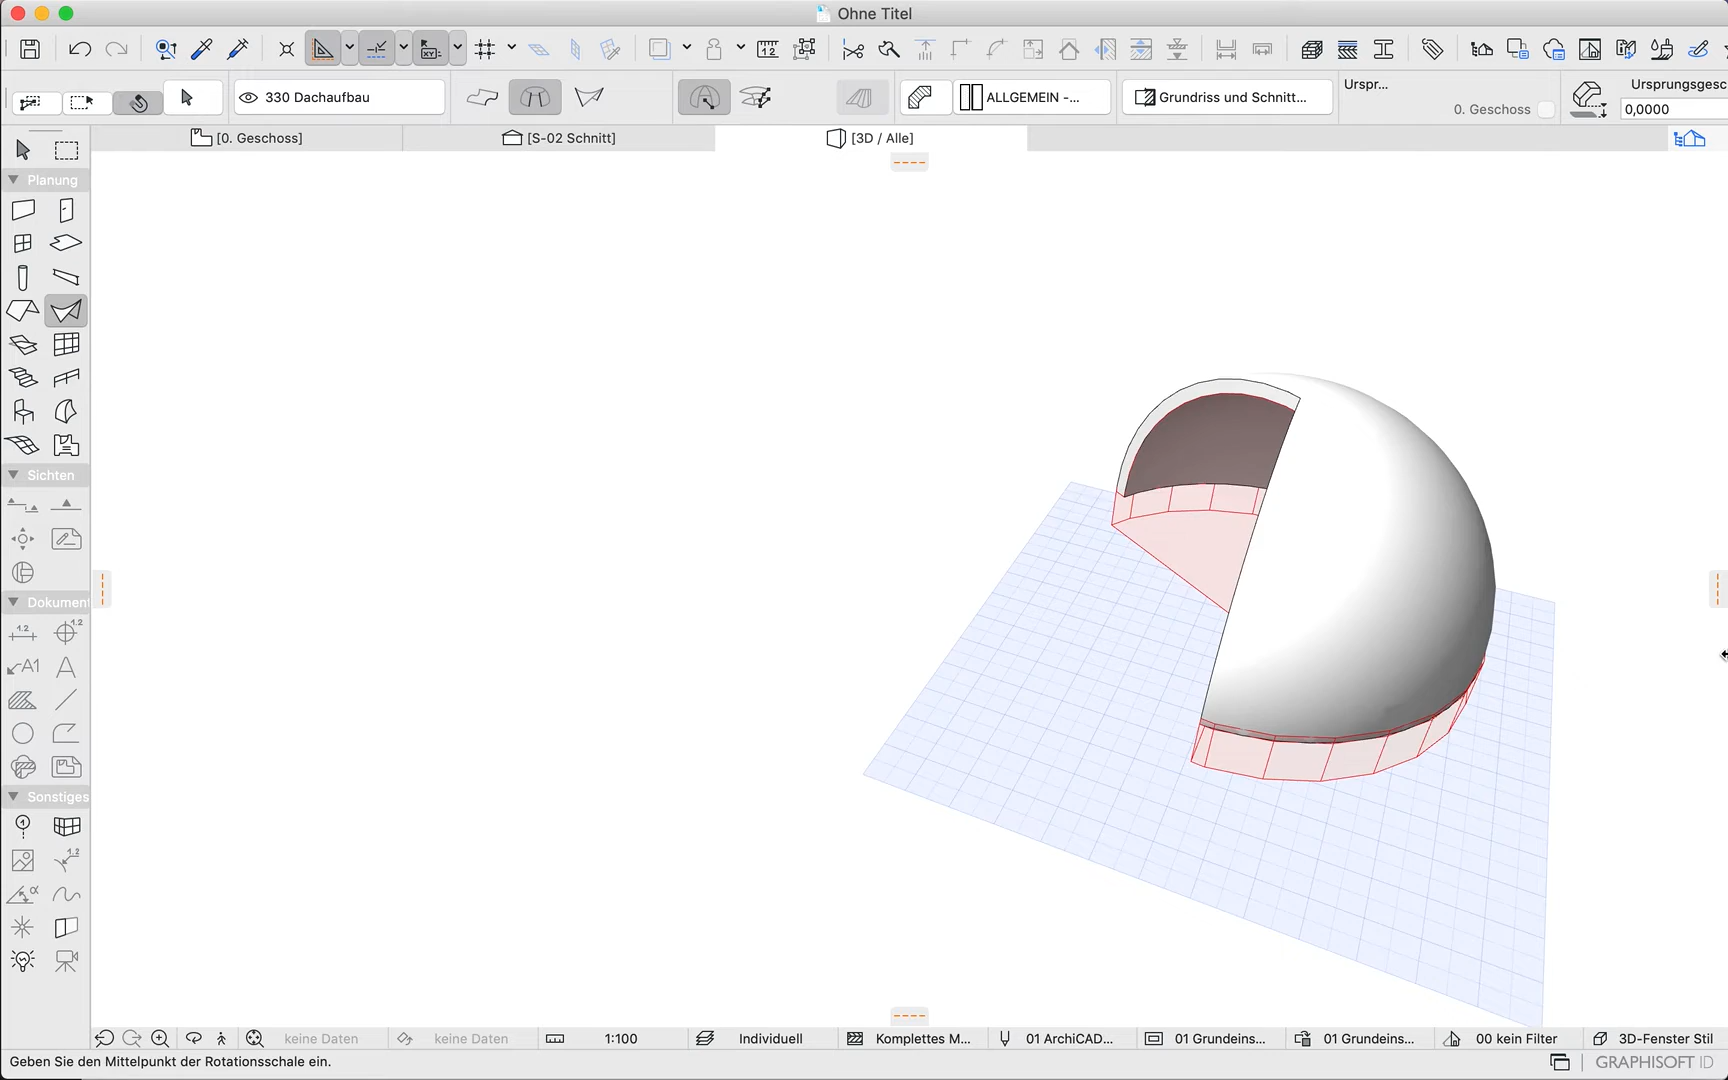 Ohne Titel
330 Dachaufbau
ALLGEMEIN -...
Grundriss und Schnitt...
Urspr...
0. Geschoss
Ursprungsgesc
0,0000
[0. Geschoss]
[S-02 Schnitt]
[3D / Alle]
Planung
Sichten
Dokument
Sonstiges
keine Daten
keine Daten
1:100
Individuell
Komplettes M...
01 ArchiCAD...
01 Grundeins...
01 Grundeins...
00 kein Filter
3D-Fenster Stil
Geben Sie den Mittelpunkt der Rotationsschale ein.
GRAPHISOFT ID